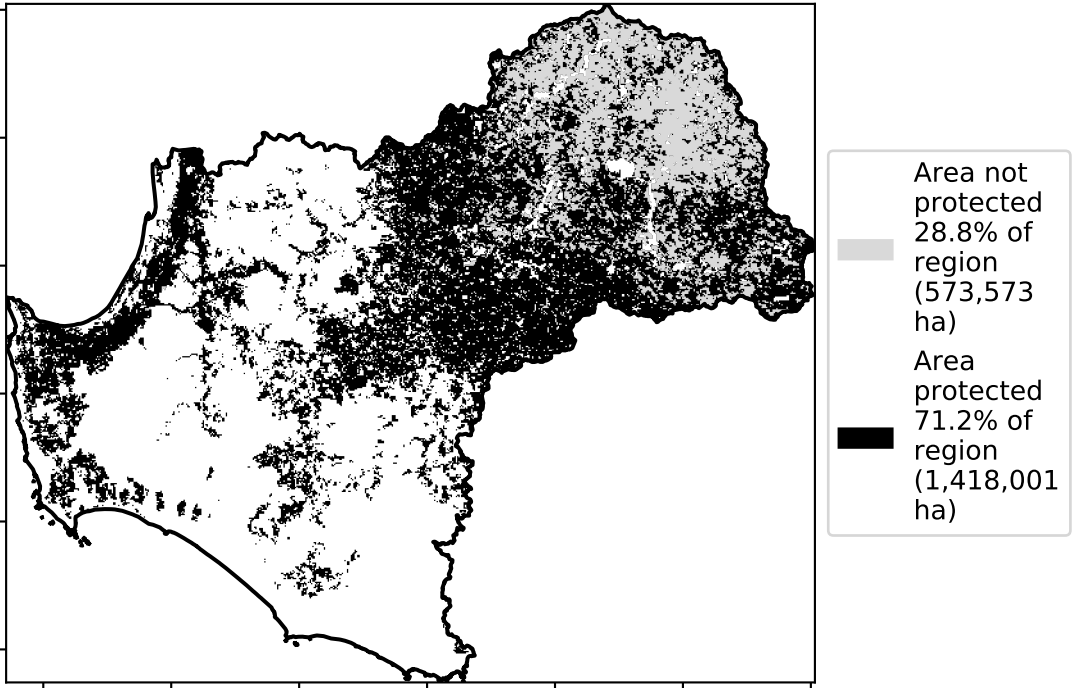 Area not
protected
28.8% of
region
(573,573
ha)
Area
protected
71.2% of
region
(1,418,001
ha)